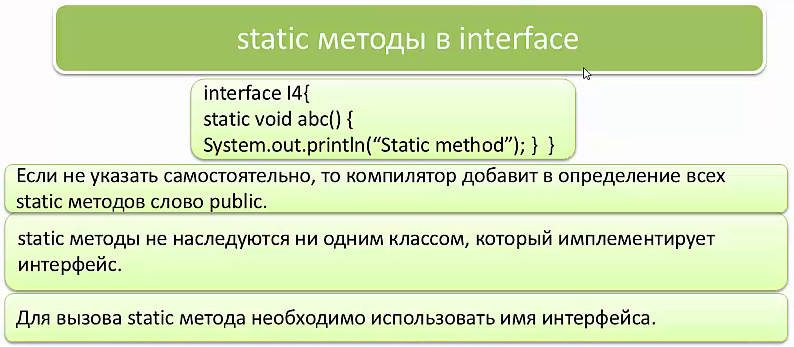 static методы в interface
interface I4{
static void abc() {
System.out.println(“Static method”); } }
Если не указать самостоятельно, то компилятор добавит в определение всех
static методов слово public.
static методы не наследуются ни одним классом, который имплементирует
интерфейс.
Для вызова static метода необходимо использовать имя интерфейса.